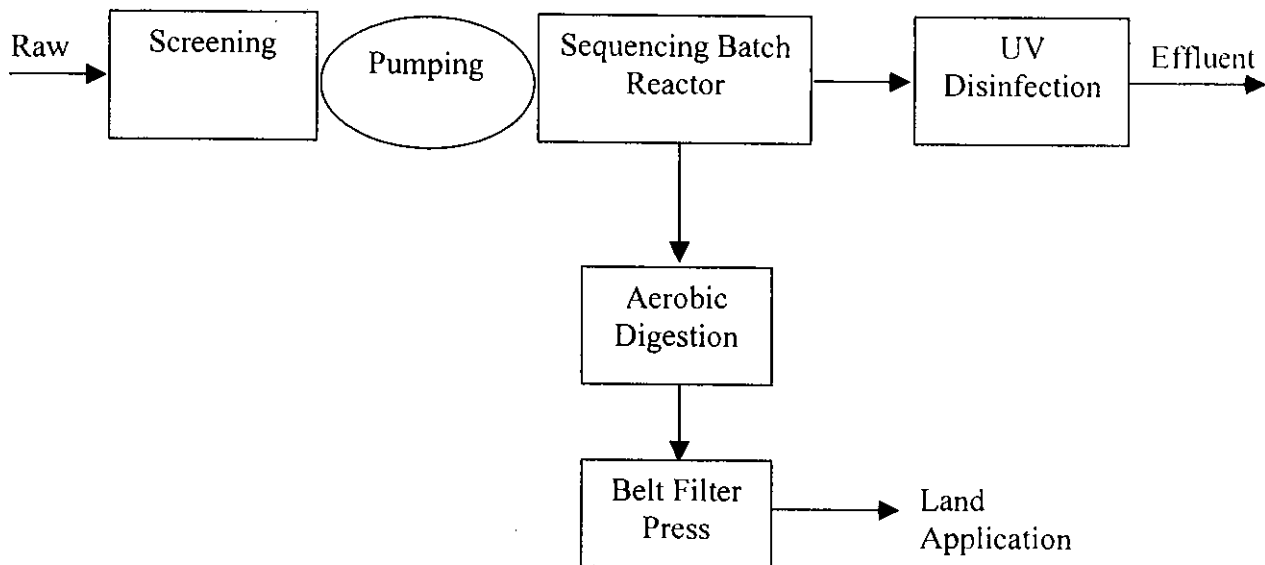 Raw
Screening
Pumping
Sequencing Batch
Reactor
UV
Disinfection
Effluent
Aerobic
Digestion
Belt Filter
Press
Land
Application